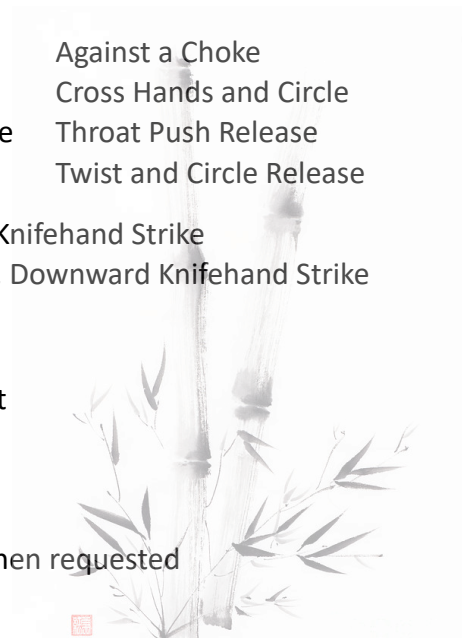 Against a Choke
Cross Hands and Circle
e Throat Push Release
Twist and Circle Release
Knifehand Strike
Downward Knifehand Strike
t
hen requested